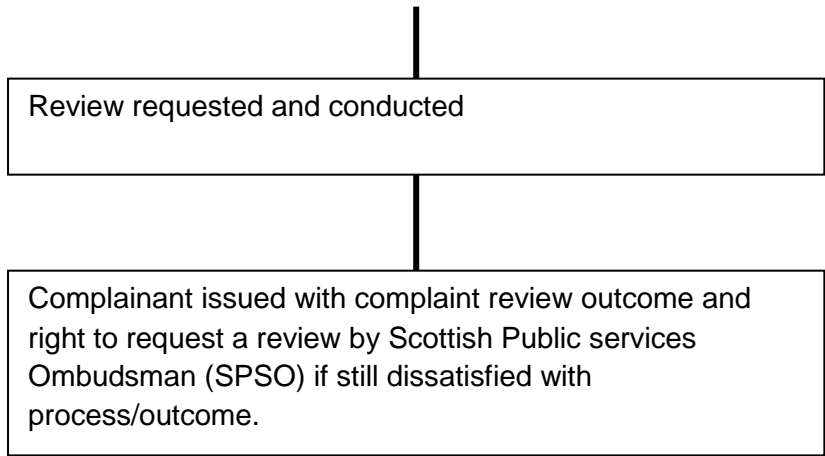 Review requested and conducted
Complainant issued with complaint review outcome and
right to request a review by Scottish Public services
Ombudsman (SPSO) if still dissatisfied with
process/outcome.